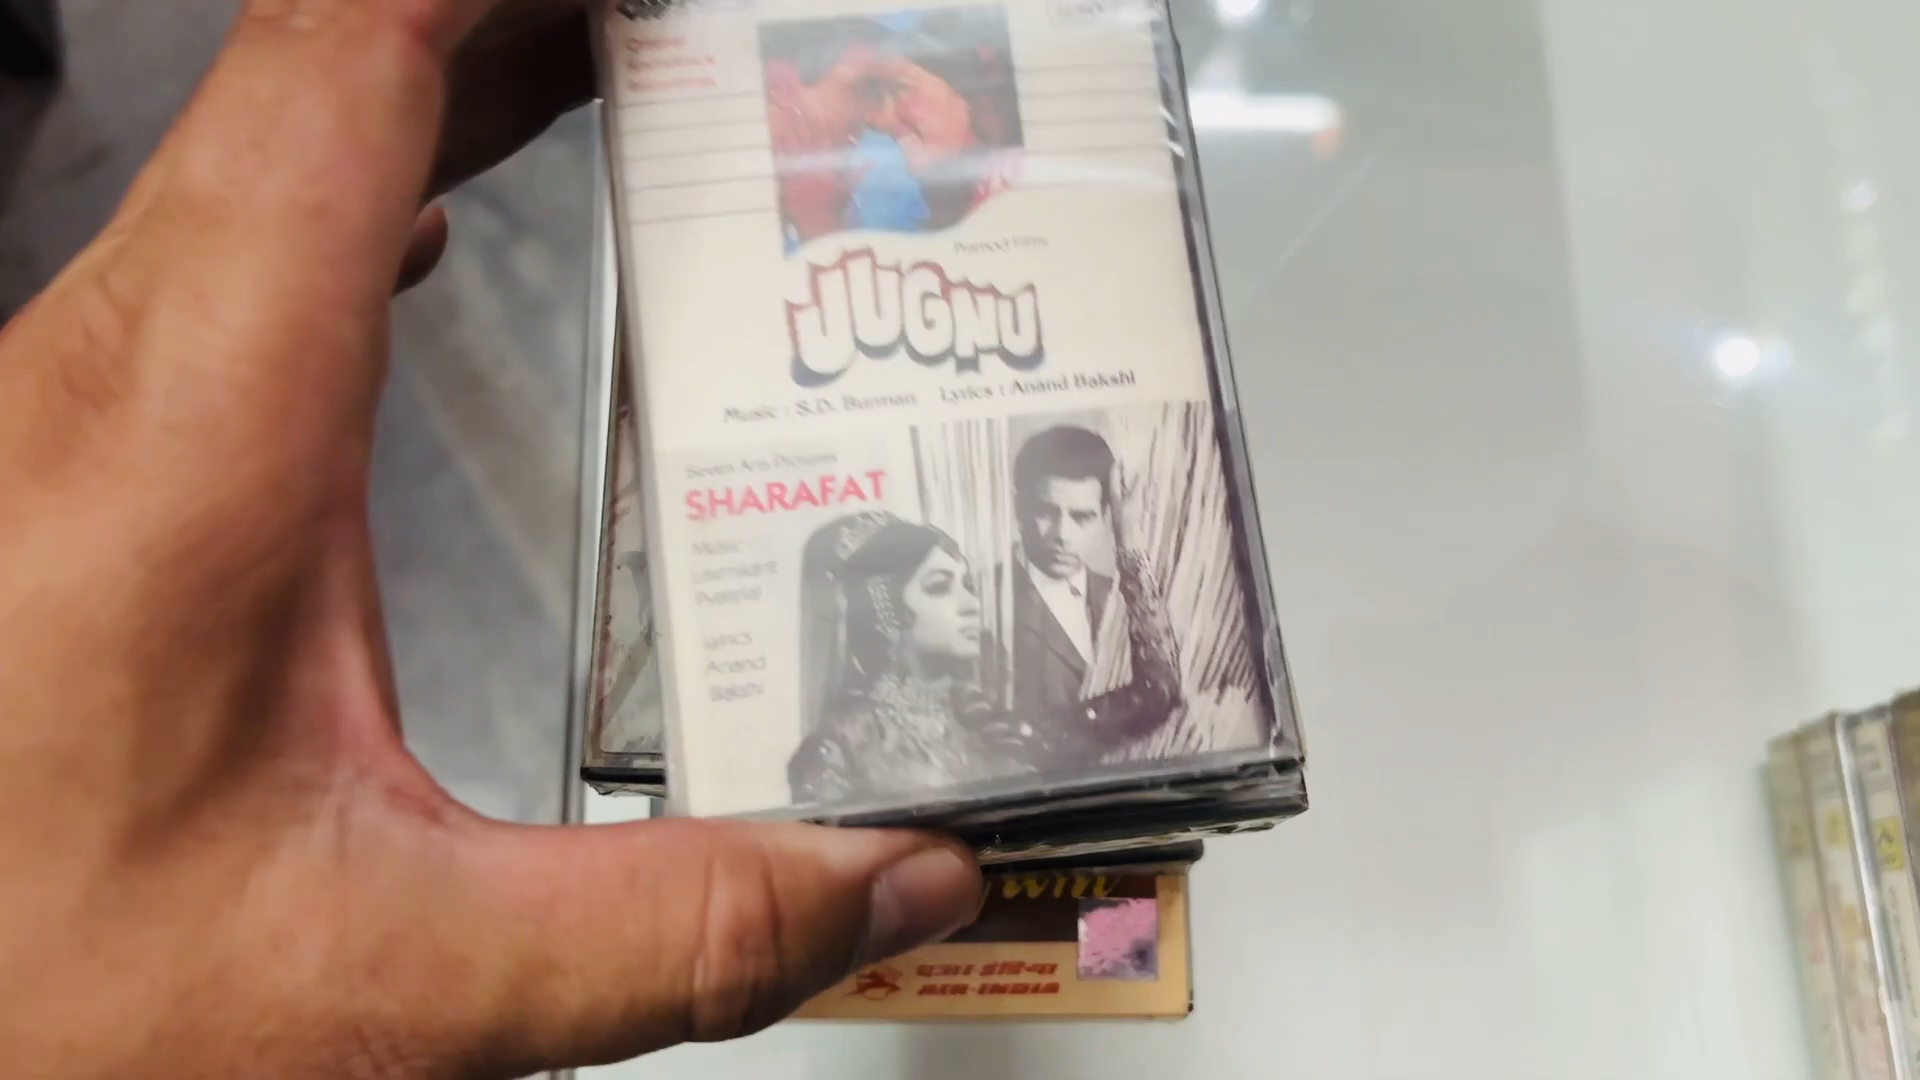 Pramod Films
JUGNU
Music : S.D. Burman Lyrics : Anand Bakshi
Seven Arts Pictures
SHARAFAT
Music
Laxmikant
Pyarelal
Lyrics
Anand
Bakshi
एअर-इंडिया
AIR-INDIA